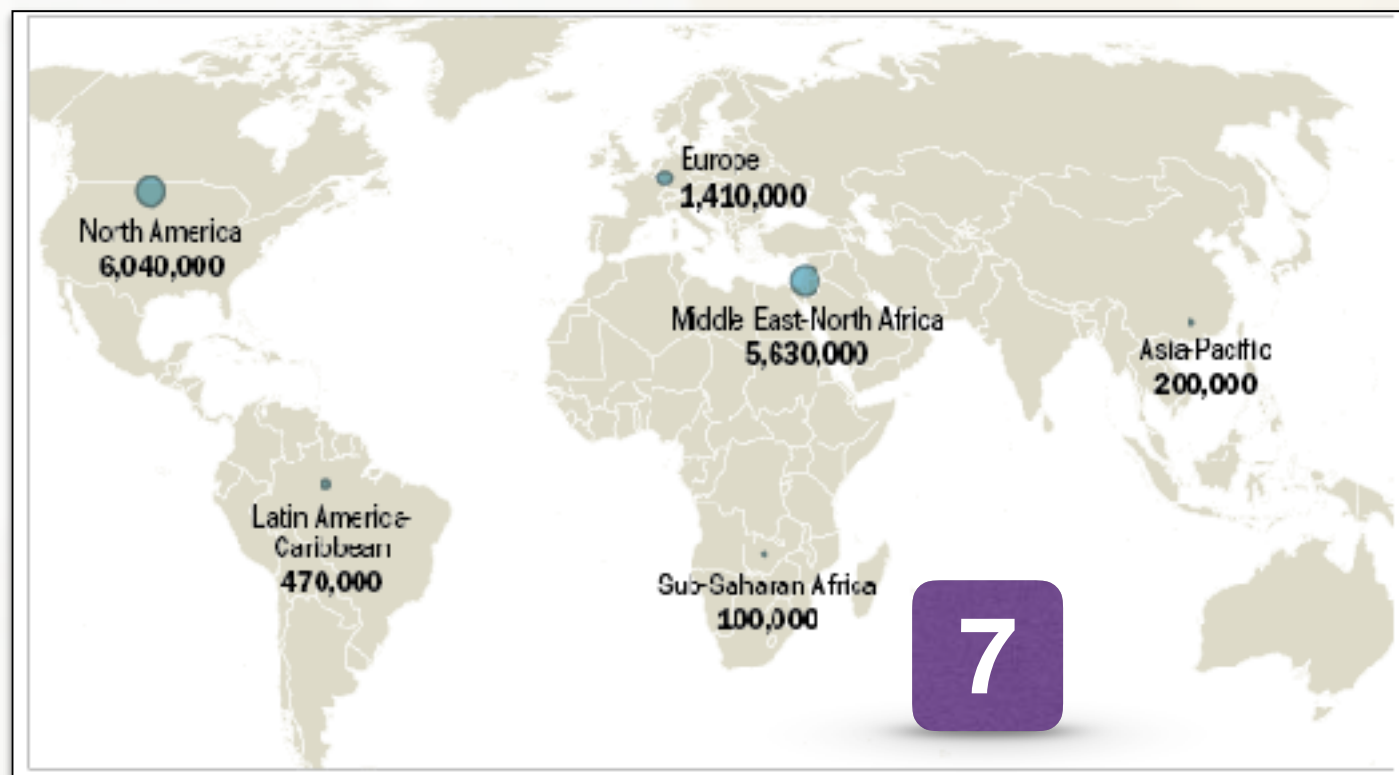 Europe
1,410,000
North America
6,040,000
Middle East-North Africa
5,630,000
Asia-Pacific
200,000
Latin America-
Caribbean
470,000
Sub-Saharan Africa
100,000
7